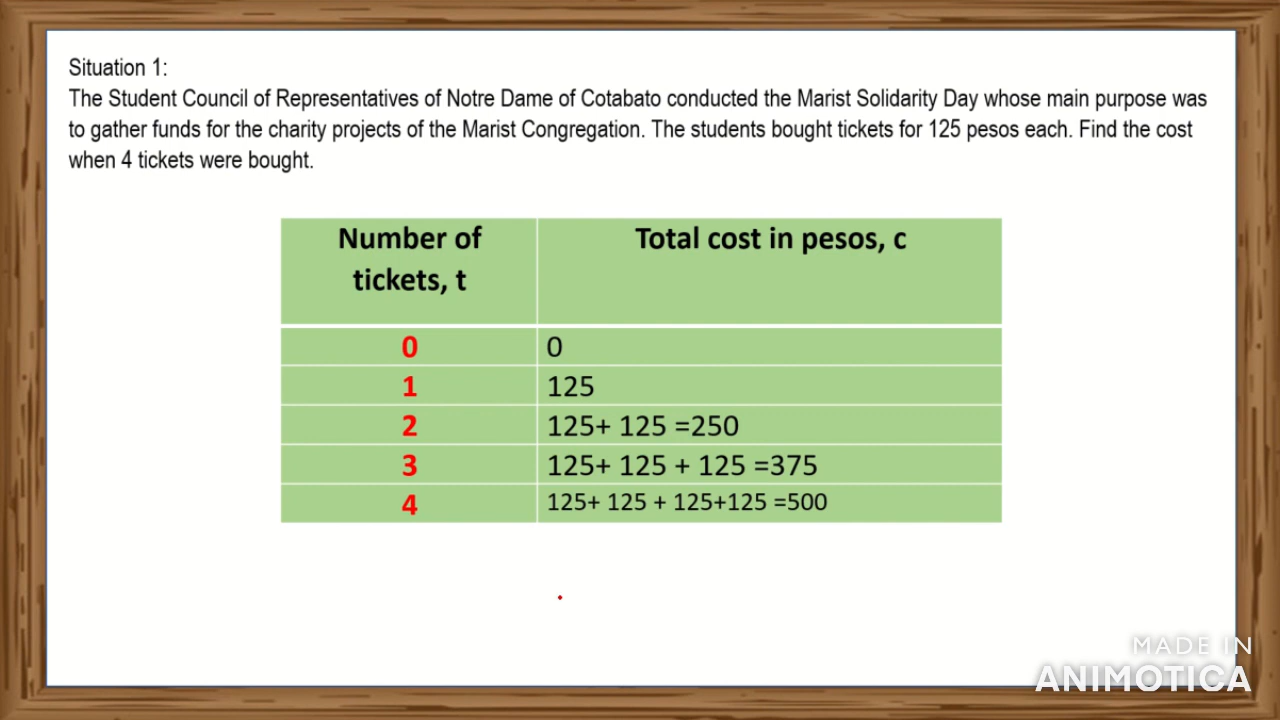 Situation 1:
The Student Council of Representatives of Notre Dame of Cotabato conducted the Marist Solidarity Day whose main purpose was
to gather funds for the charity projects of the Marist Congregation. The students bought tickets for 125 pesos each. Find the cost
when 4 tickets were bought.
Number of tickets, t
Total cost in pesos, c
0 0
1 125
2 125+ 125 =250
3 125+ 125 + 125 =375
4 125+ 125 + 125+125 =500
MADE IN
ANIMOTICA